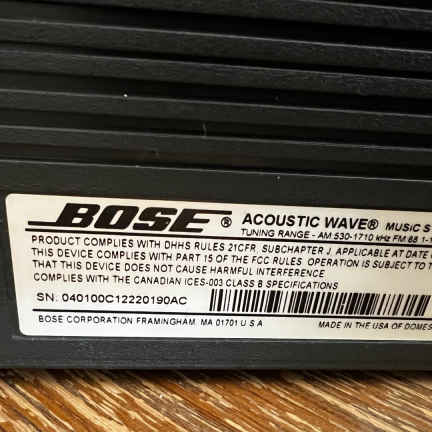 BOSE ® ACOUSTIC WAVE® MUSIC S
TUNING RANGE - AM 530-1710 kHz FM 88 1-1
PRODUCT COMPLIES WITH DHHS RULES 21CFR, SUBCHAPTER J, APPLICABLE AT DATE
THIS DEVICE COMPLIES WITH PART 15 OF THE FCC RULES. OPERATION IS SUBJECT TO T
THAT THIS DEVICE DOES NOT CAUSE HARMFUL INTERFERENCE
COMPLIES WITH THE CANADIAN ICES-003 CLASS B SPECIFICATIONS
SN: 040100C12220190AC
BOSE CORPORATION FRAMINGHAM, MA 01701 U S A MADE IN THE USA OF DOMES